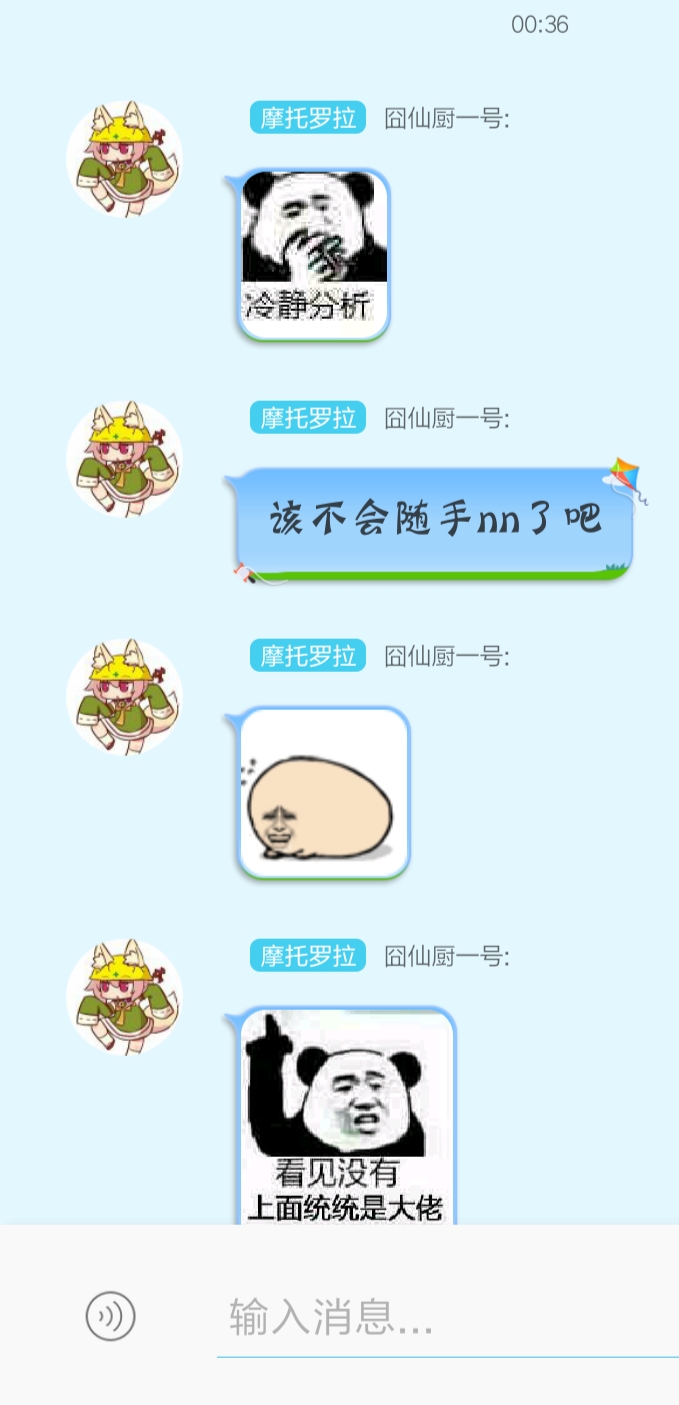 00:36
摩托罗拉 囧仙厨一号:
冷静分析
摩托罗拉 囧仙厨一号:
该不会随手nn了吧
摩托罗拉 囧仙厨一号:
摩托罗拉 囧仙厨一号:
看见没有
上面统统是大佬
输入消息...